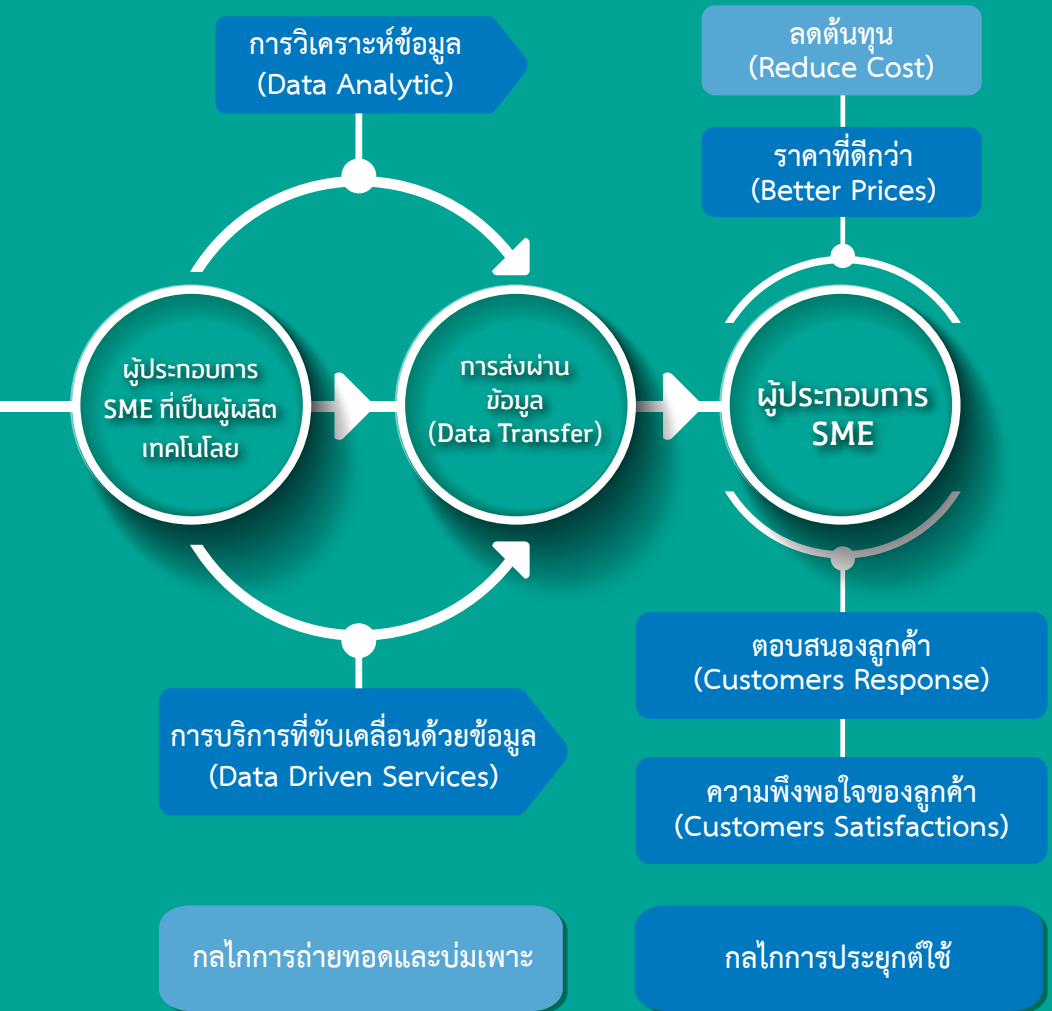 การวิเคราะห์ข้อมูล
(Data Analytic)
ลดต้นทุน
(Reduce Cost)
ราคาที่ดีกว่า
(Better Prices)
ผู้ประกอบการ
SME ที่เป็นผู้ผลิต
เทคโนโลย
การส่งผ่าน
ข้อมูล
(Data Transfer)
ผู้ประกอบการ
SME
ตอบสนองลูกค้า
(Customers Response)
การบริการที่ขับเคลื่อนด้วยข้อมูล
(Data Driven Services)
ความพึงพอใจของลูกค้า
(Customers Satisfactions)
กลไกการถ่ายทอดและบ่มเพาะ
กลไกการประยุกต์ใช้